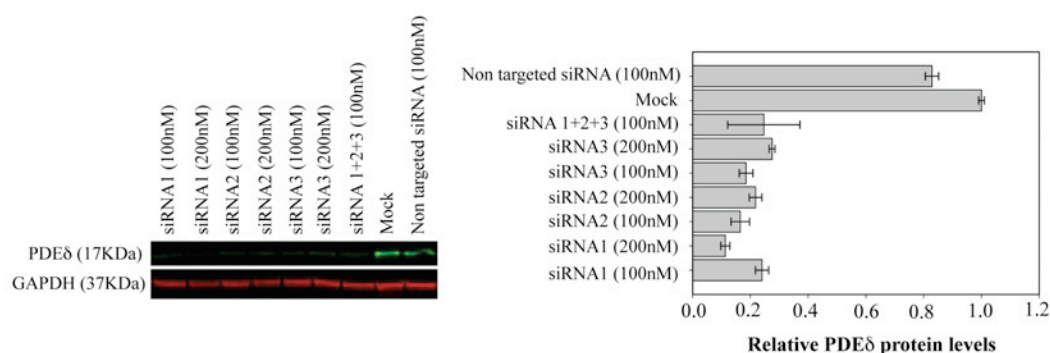 siRNA1 (100nM)
siRNA1 (200nM)
siRNA2 (100nM)
siRNA2 (200nM)
siRNA3 (100nM)
siRNA3 (200nM)
siRNA 1+2+3 (100nM)
Mock
Non targeted siRNA (100nM)
PDEδ (17KDa)
GAPDH (37KDa)
Non targeted siRNA (100nM)
Mock
siRNA 1+2+3 (100nM)
siRNA3 (200nM)
siRNA3 (100nM)
siRNA2 (200nM)
siRNA2 (100nM)
siRNA1 (200nM)
siRNA1 (100nM)
0.0 0.2 0.4 0.6 0.8 1.0 1.2
Relative PDEδ protein levels